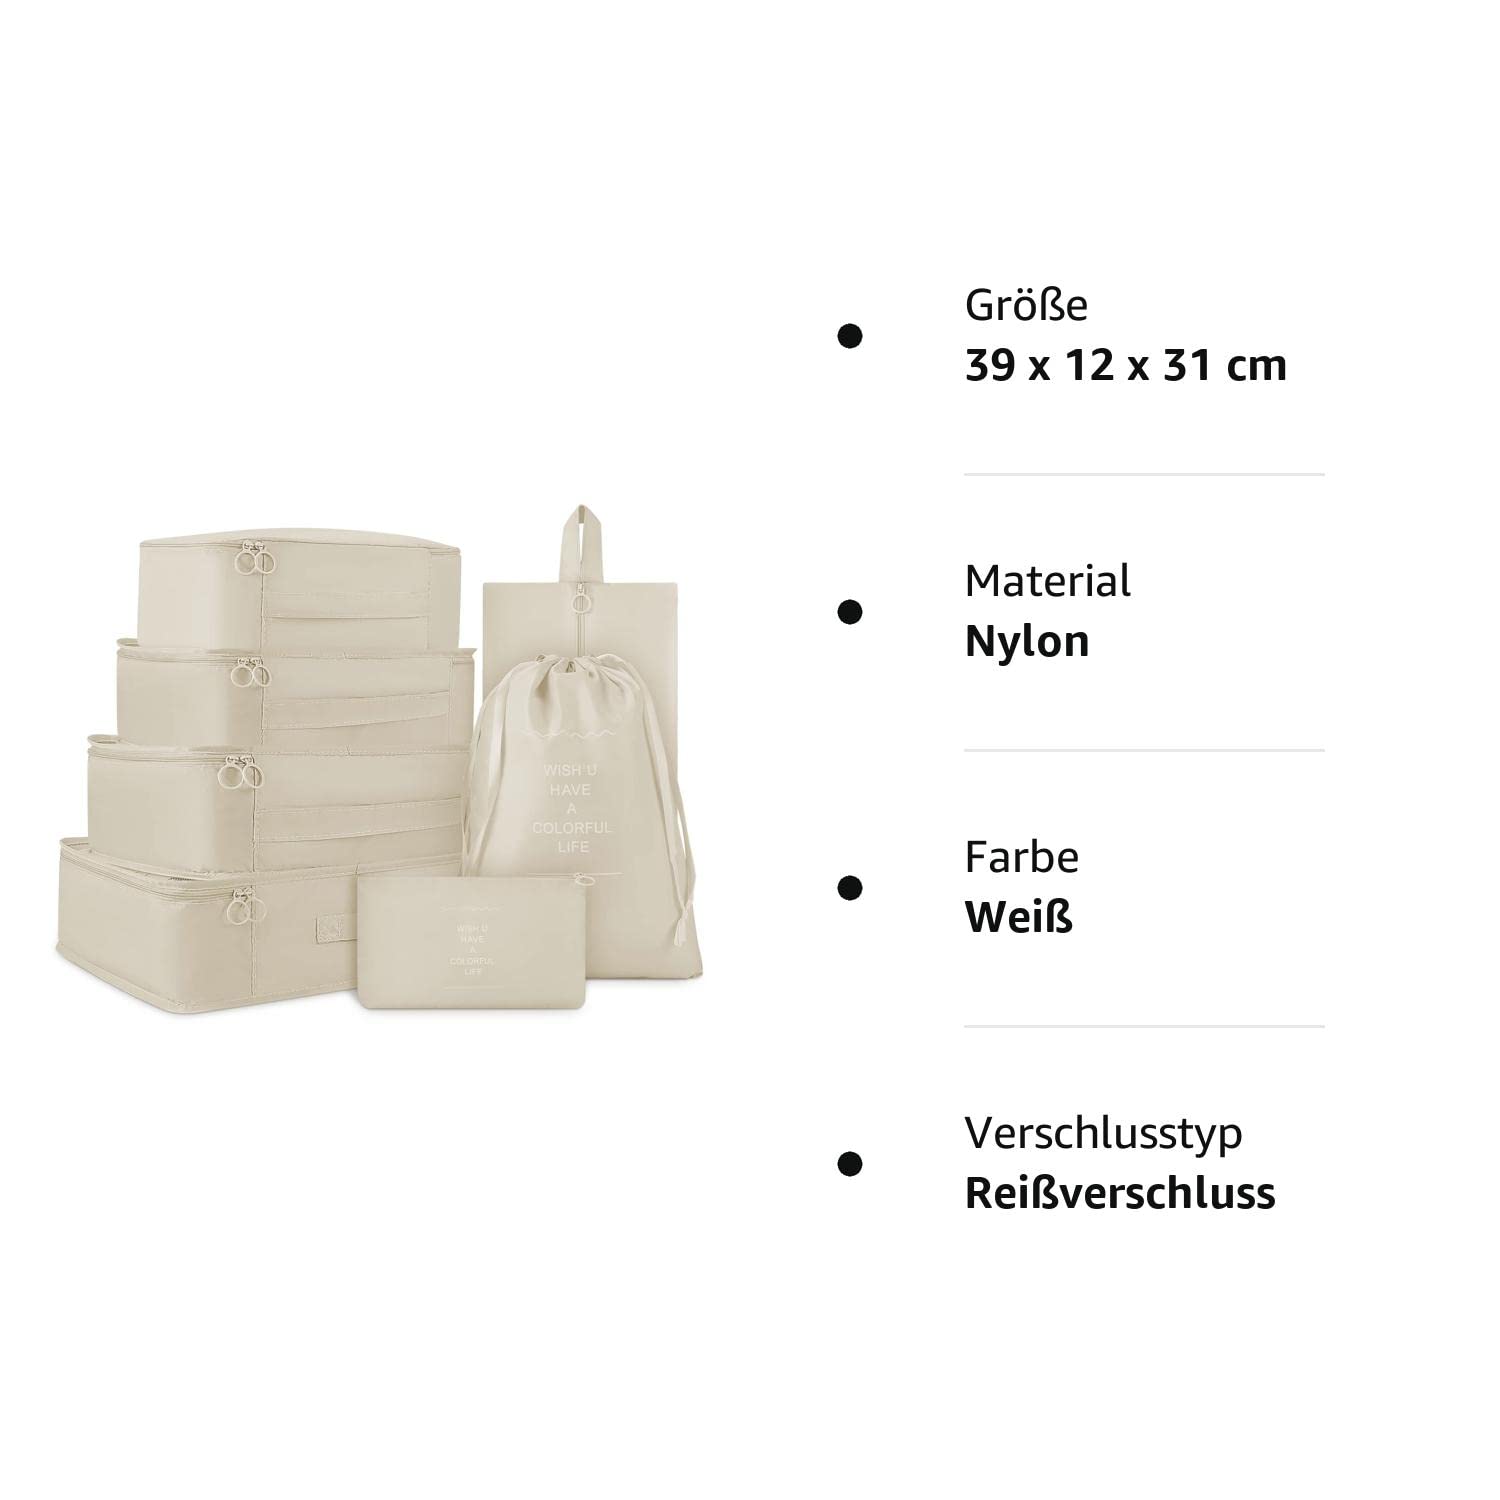 Größe
39 x 12 x 31 cm
Material
Nylon
Farbe
Weiß
Verschlusstyp
Reißverschluss
WISH U
HAVE
A
COLORFUL
LIFE
WISH U
HAVE
A
COLORFUL
LIFE